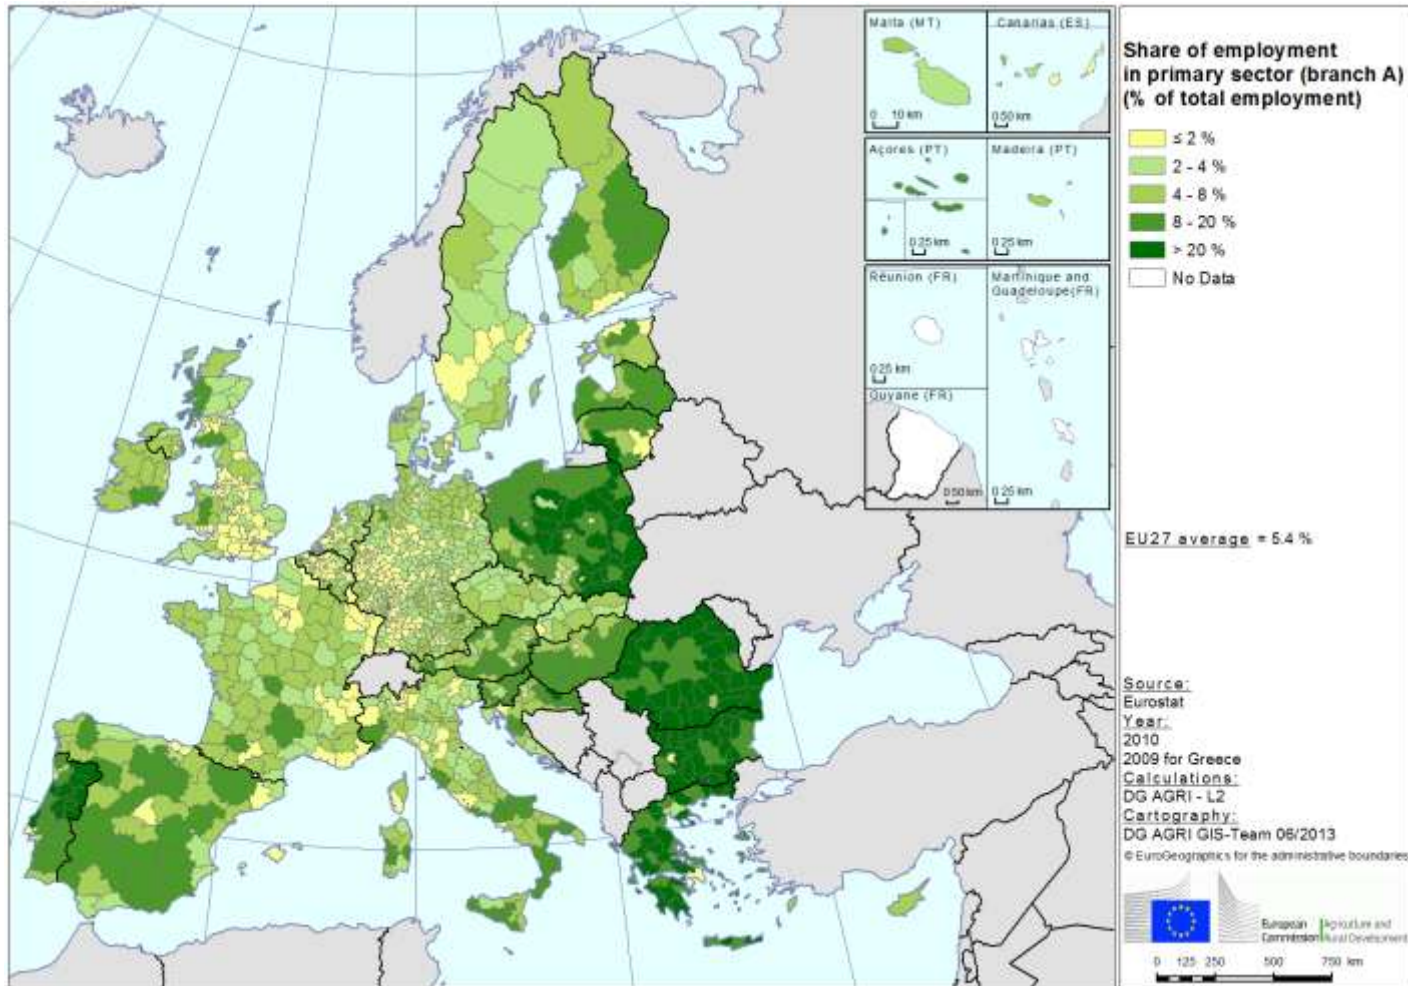 Malta (MT)
0 10 km
Canarias (ES)
0 50 km
Açores (PT)
0 25 km
Madeira (PT)
0 25 km
Réunion (FR)
0 25 km
Martinique and
Guadeloupe(FR)
0 25 km
Guyane (FR)
0 50 km
Share of employment
in primary sector (branch A)
(% of total employment)
≤ 2 %
2 - 4 %
4 - 8 %
8 - 20 %
> 20 %
No Data
EU27 average = 5.4 %
Source:
Eurostat
Year:
2010
2009 for Greece
Calculations:
DG AGRI - L2
Cartography:
DG AGRI GIS-Team 06/2013
© EuroGeographics for the administrative boundaries
European
Commission
Agriculture and
Rural Development
0 125 250 500 750 km